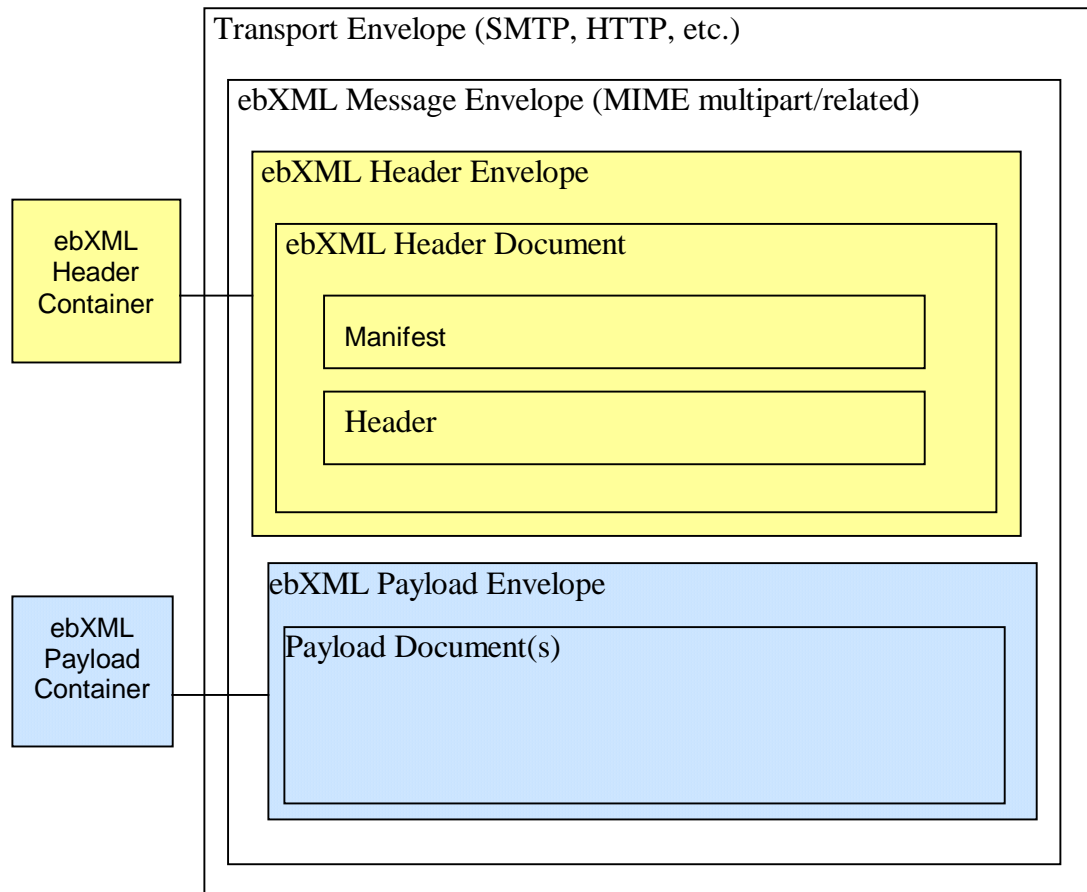 Transport Envelope (SMTP, HTTP, etc.)
ebXML Message Envelope (MIME multipart/related)
ebXML Header Envelope
ebXML Header Document
Manifest
Header
ebXML
Header
Container
ebXML Payload Envelope
Payload Document(s)
ebXML
Payload
Container